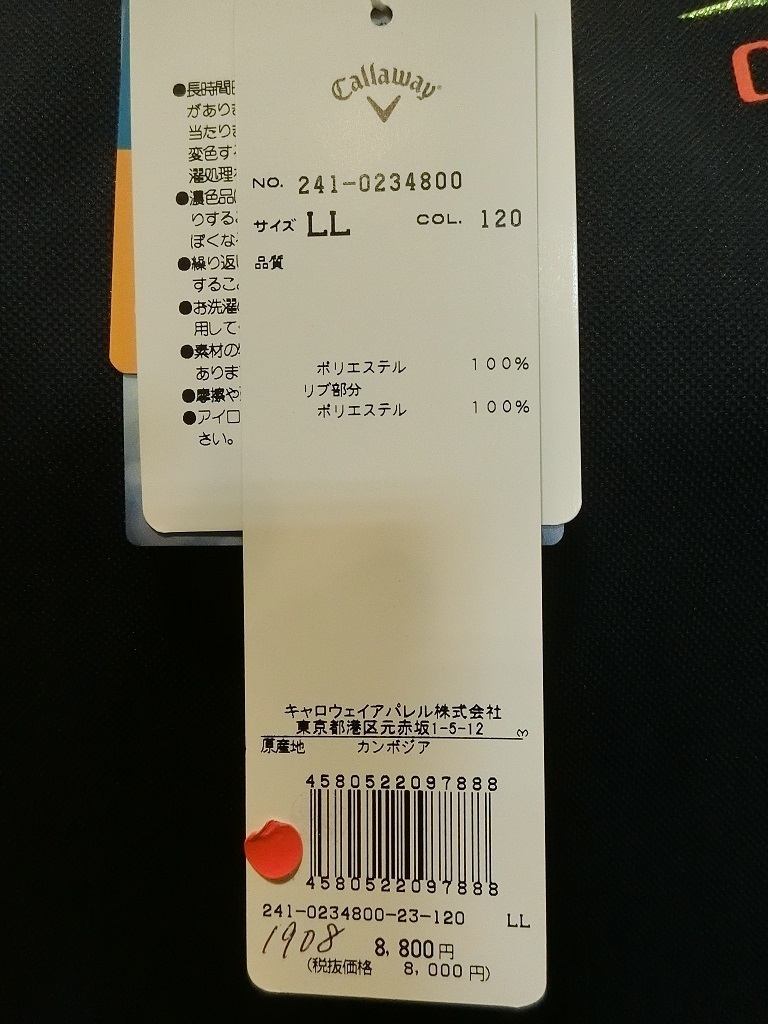 ●長時間
があり
当たり
変色す
濯処理
●濃色品
りする
ぽくな
●繰り返
するこ
●お洗濯
用して
●素材の
ありま
●摩擦や
●アイロ
さい。
Callaway
NO. 241-0234800
サイズ LL COL. 120
品質
ポリエステル 100%
リブ部分
ポリエステル 100%
キャロウェイアパレル株式会社
東京都港区元赤坂1-5-12
3
原産地 カンボジア
4580522097888
4580522097888
241-0234800-23-120 LL
1908 8,800円
(税抜価格 8,000円)